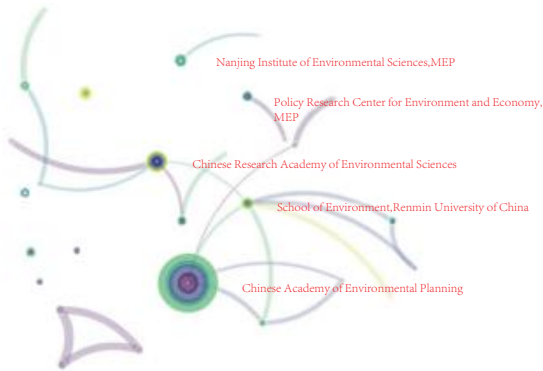 Nanjing Institute of Environmental Sciences,MEP
Policy Research Center for Environment and Economy,
MEP
Chinese Research Academy of Environmental Sciences
School of Environment,Renmin University of China
Chinese Academy of Environmental Planning